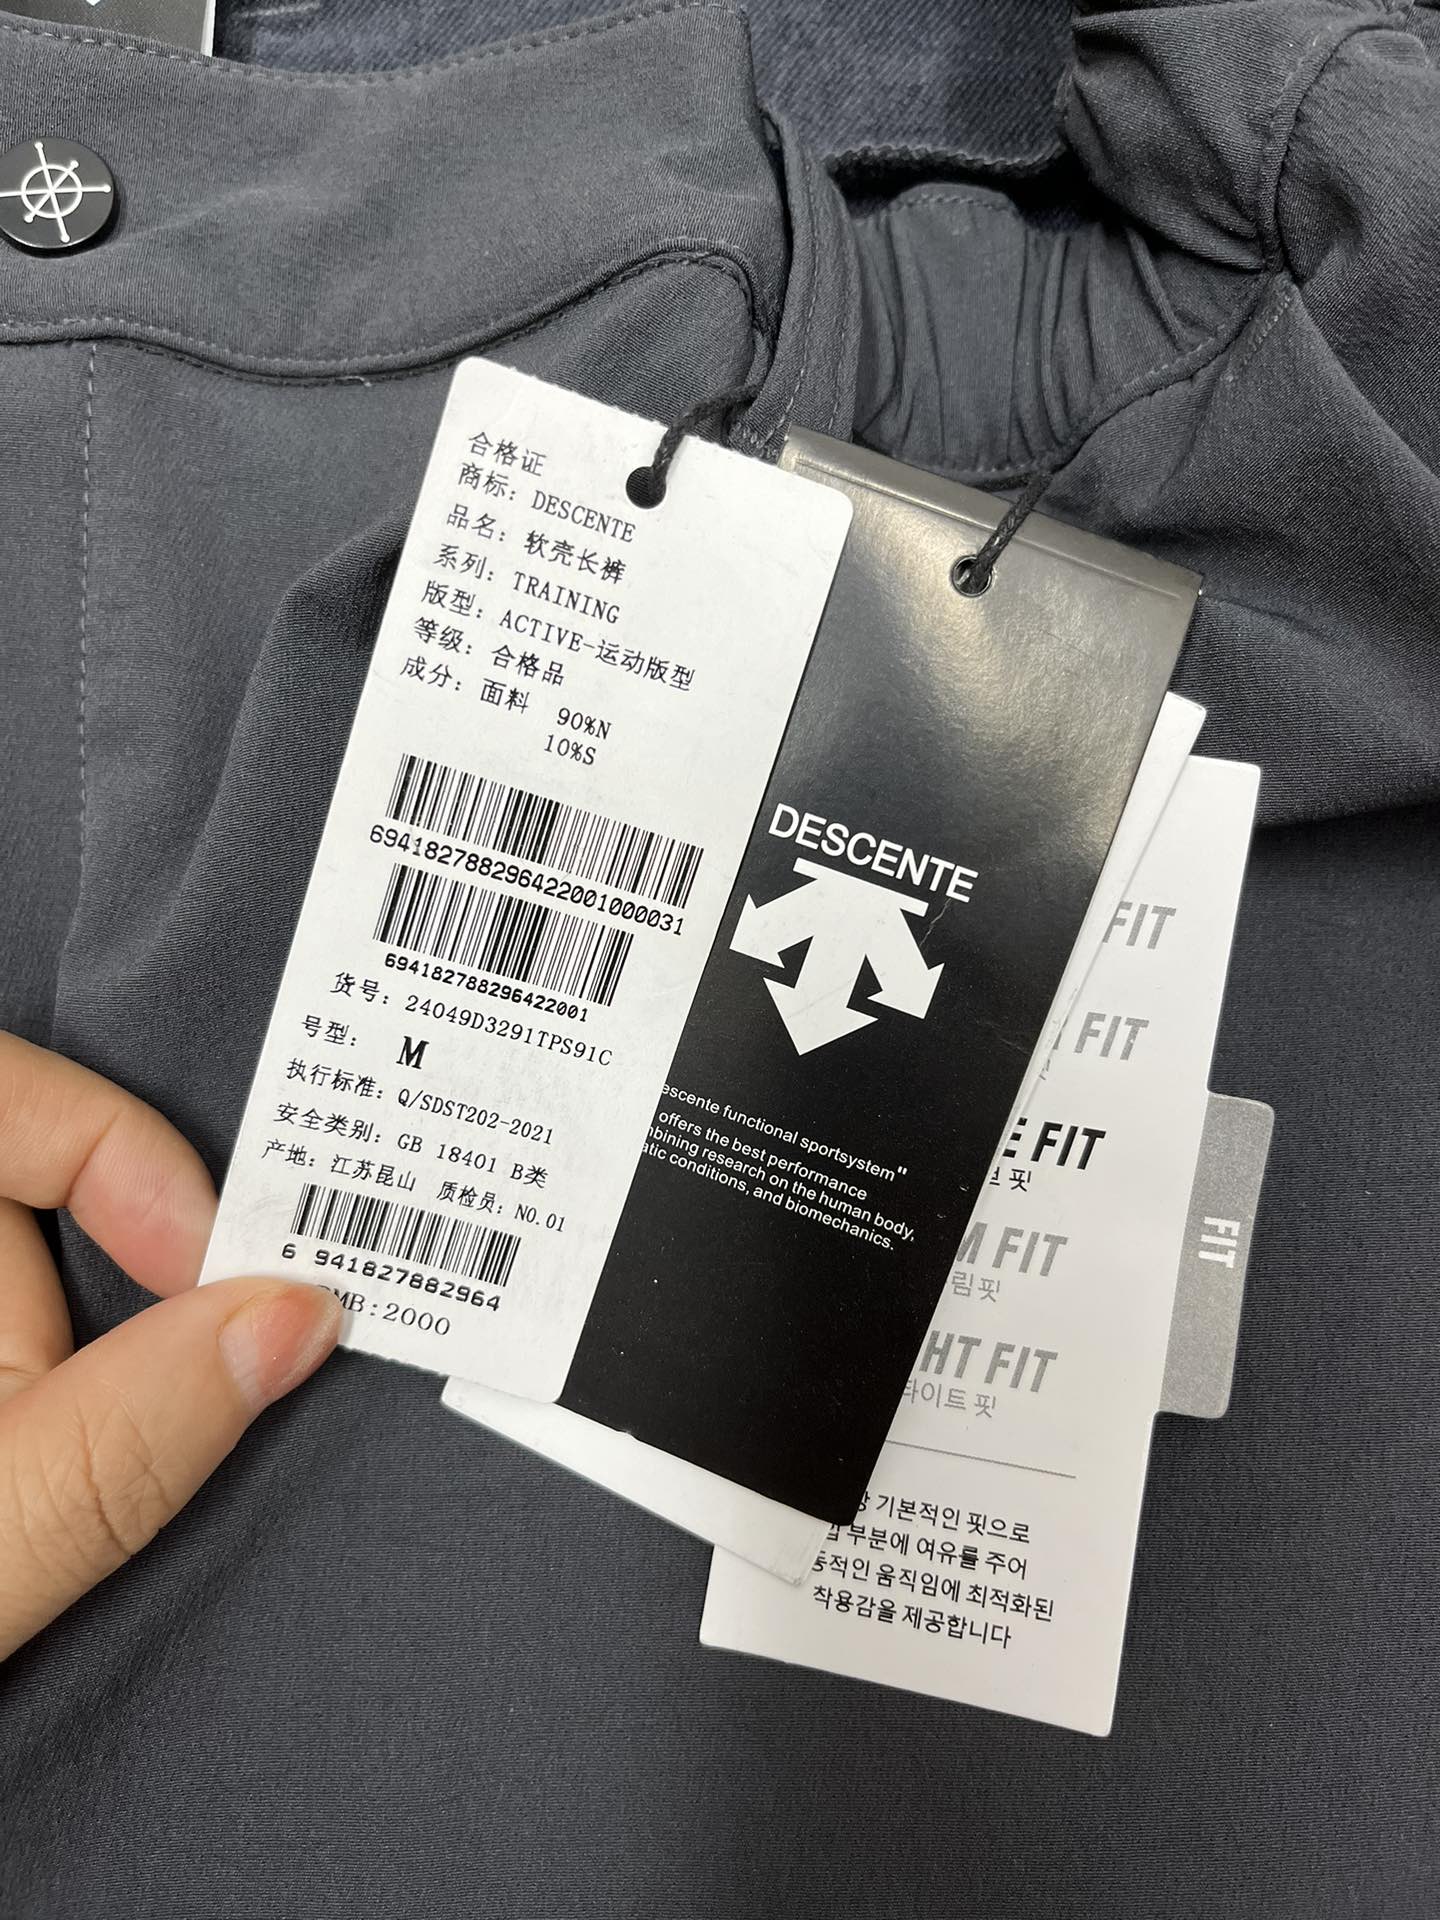 合格证
商标: DESCENTE
品名: 软壳长裤
系列: TRAINING
版型: ACTIVE-运动版型
等级: 合格品
成分: 面料 90%N
10%S
6941827882964220010000​31
694182788296422001
货号: 24049D3291TPS91C
号型: M
执行标准: Q/SDST202-2021
安全类别: GB 18401 B类
产地: 江苏昆山 质检员: NO.01
6 941827882964
MB:2000
DESCENTE
escente functional sportsystem"
offers the best performance
bining research on the human body,
atic conditions, and biomechanics.
FIT
FIT
E FIT
핏
M FIT
림핏
HT FIT
타이트 핏
FIT
기본적인 핏으로
부분에 여유를 주어
동적인 움직임에 최적화된
착용감을 제공합니다